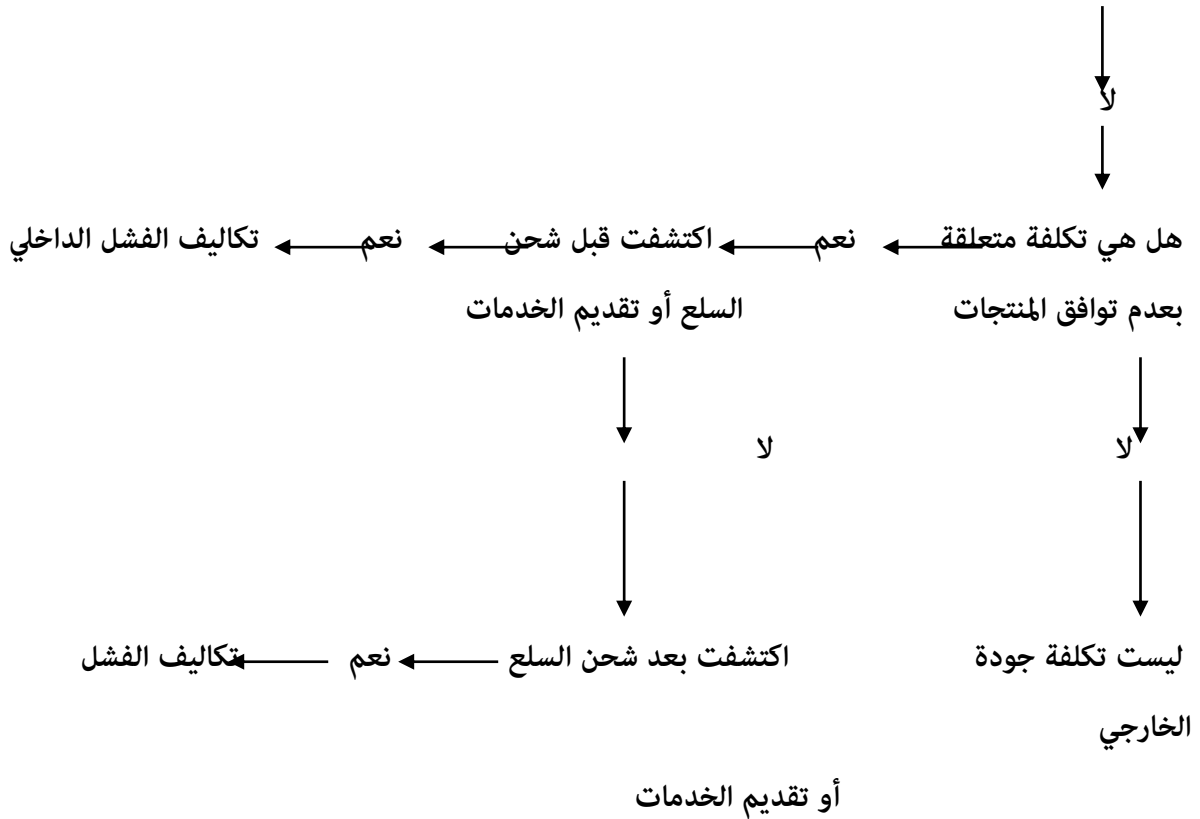 لا
هل هي تكلفة متعلقة نعم اكتشفت قبل شحن نعم تكاليف الفشل الداخلي
بعدم توافق المنتجات السلع أو تقديم الخدمات
لا لا
ليست تكلفة جودة اكتشفت بعد شحن السلع نعم تكاليف الفشل
الخارجي
أو تقديم الخدمات